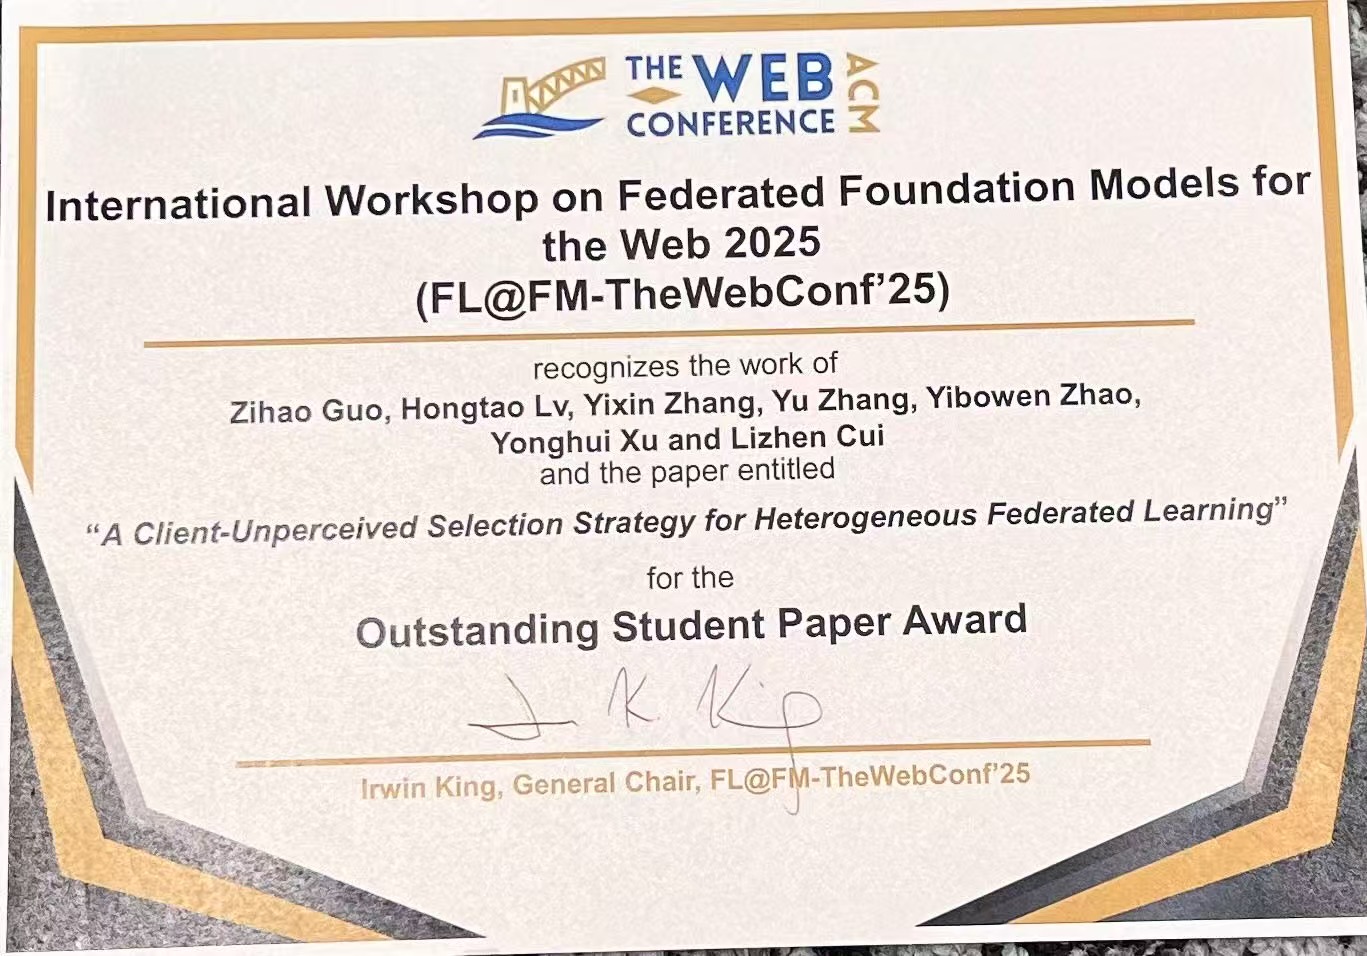 THE WEB
CONFERENCE
ACM
International Workshop on Federated Foundation Models for
the Web 2025
(FL@FM-TheWebConf’25)
recognizes the work of
Zihao Guo, Hongtao Lv, Yixin Zhang, Yu Zhang, Yibowen Zhao,
Yonghui Xu and Lizhen Cui
and the paper entitled
“A Client-Unperceived Selection Strategy for Heterogeneous Federated Learning”
for the
Outstanding Student Paper Award
Irwin King, General Chair, FL@FM-TheWebConf’25